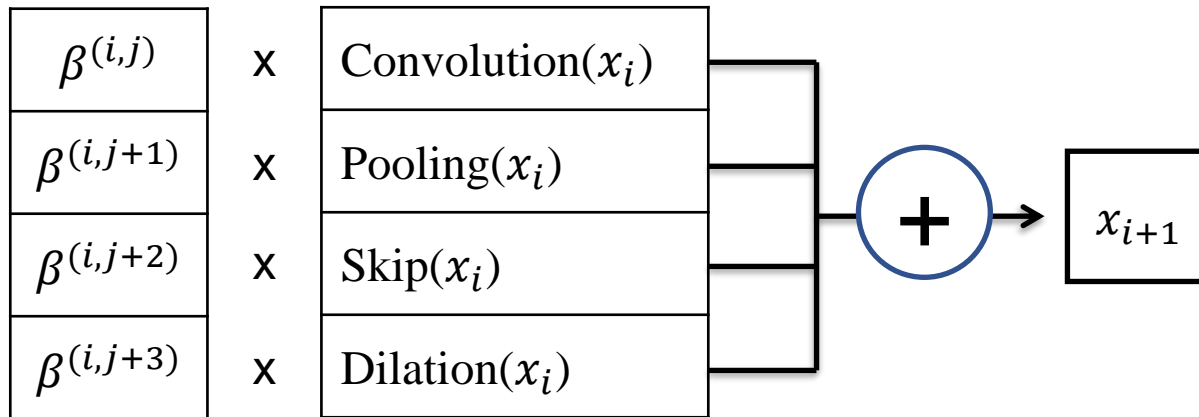 β^(i,j) x Convolution(x_i)
β^(i,j+1) x Pooling(x_i)
+ x_{i+1}
β^(i,j+2) x Skip(x_i)
β^(i,j+3) x Dilation(x_i)